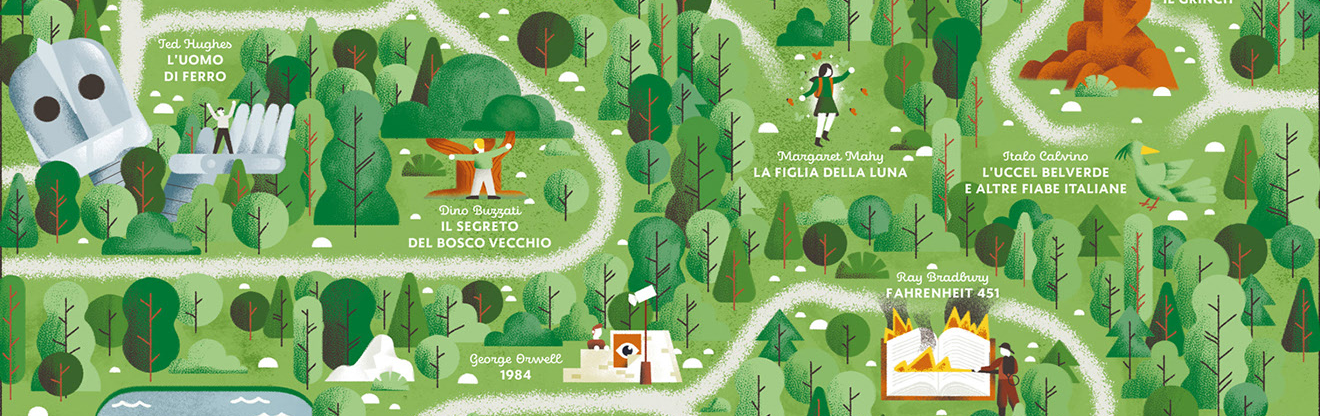 IL GRINCH
Ted Hughes
L'UOMO
DI FERRO
Margaret Mahy
LA FIGLIA DELLA LUNA
Italo Calvino
L'UCCEL BELVERDE
E ALTRE FIABE ITALIANE
Dino Buzzati
IL SEGRETO
DEL BOSCO VECCHIO
Ray Bradbury
FAHRENHEIT 451
George Orwell
1984